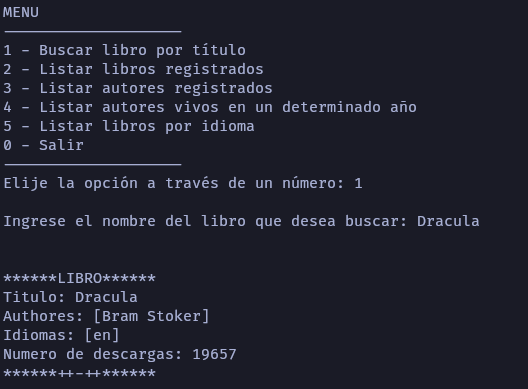 MENU
--------------------
1 - Buscar libro por título
2 - Listar libros registrados
3 - Listar autores registrados
4 - Listar autores vivos en un determinado año
5 - Listar libros por idioma
0 - Salir
--------------------
Elije la opción a través de un número: 1
Ingrese el nombre del libro que desea buscar: Dracula
******LIBRO******
Titulo: Dracula
Authores: [Bram Stoker]
Idiomas: [en]
Numero de descargas: 19657
******++-++******